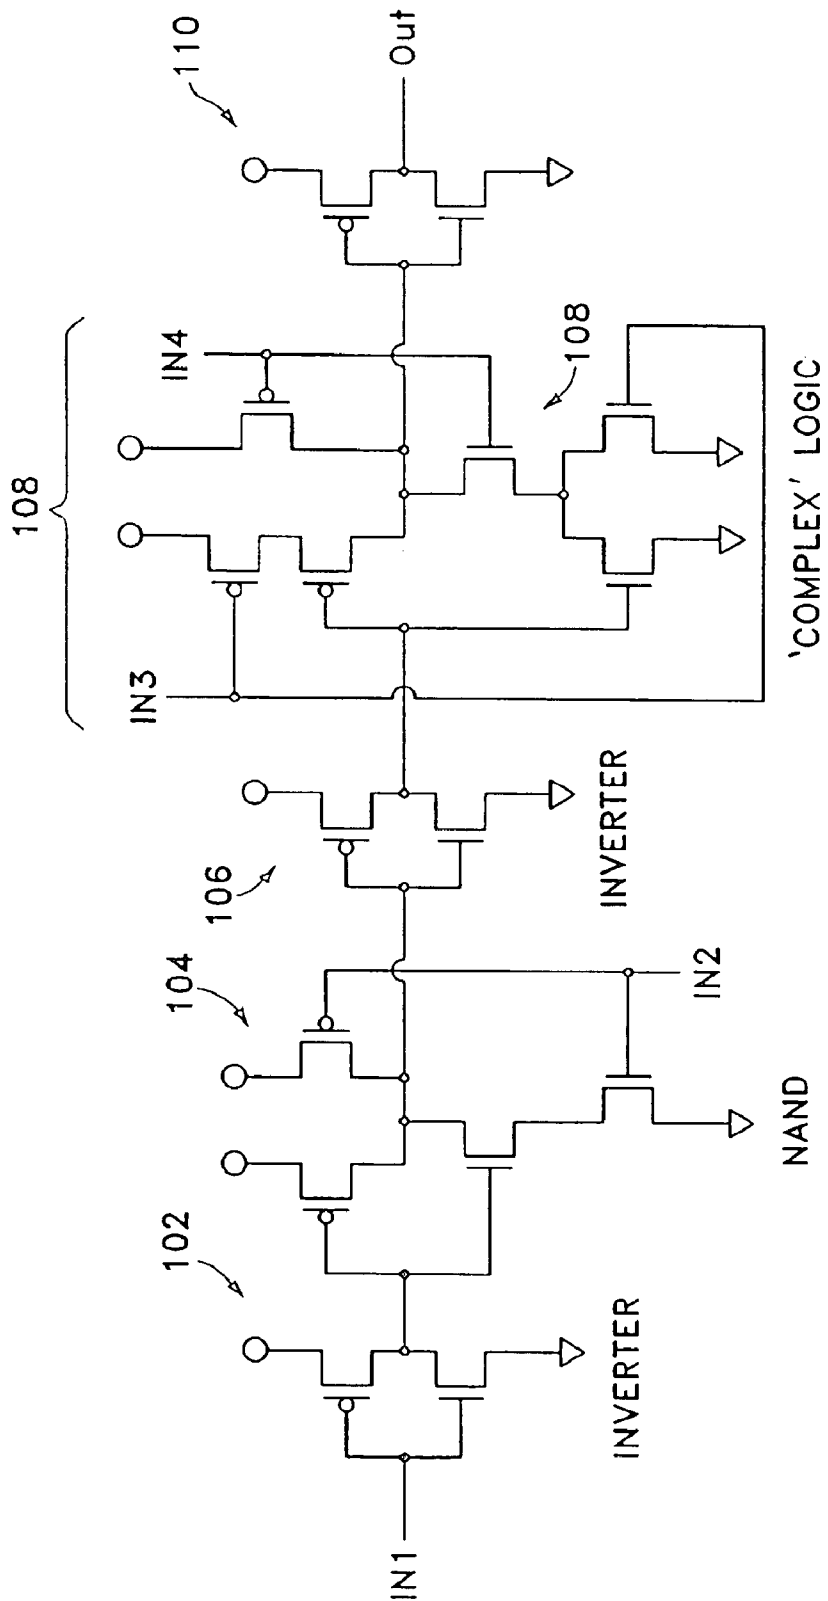 108
110
IN3
IN4
Out
102
104
106
108
IN1
IN2
INVERTER
NAND
INVERTER
'COMPLEX' LOGIC